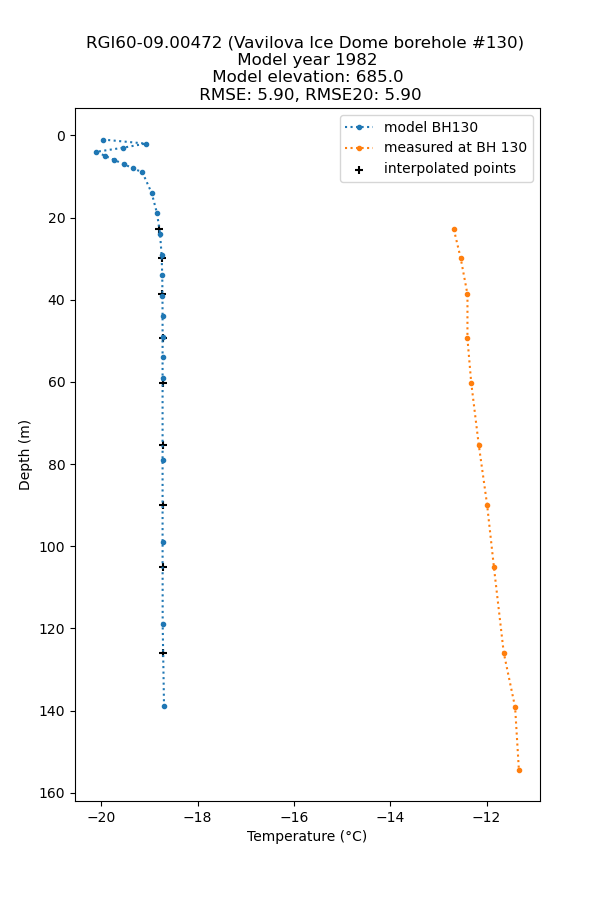 RGI60-09.00472 (Vavilova Ice Dome borehole #130)
Model year 1982
Model elevation: 685.0
RMSE: 5.90, RMSE20: 5.90
model BH130
measured at BH 130
interpolated points
0
20
40
60
80
100
120
140
160
Depth (m)
−20
−18
−16
−14
−12
Temperature (°C)